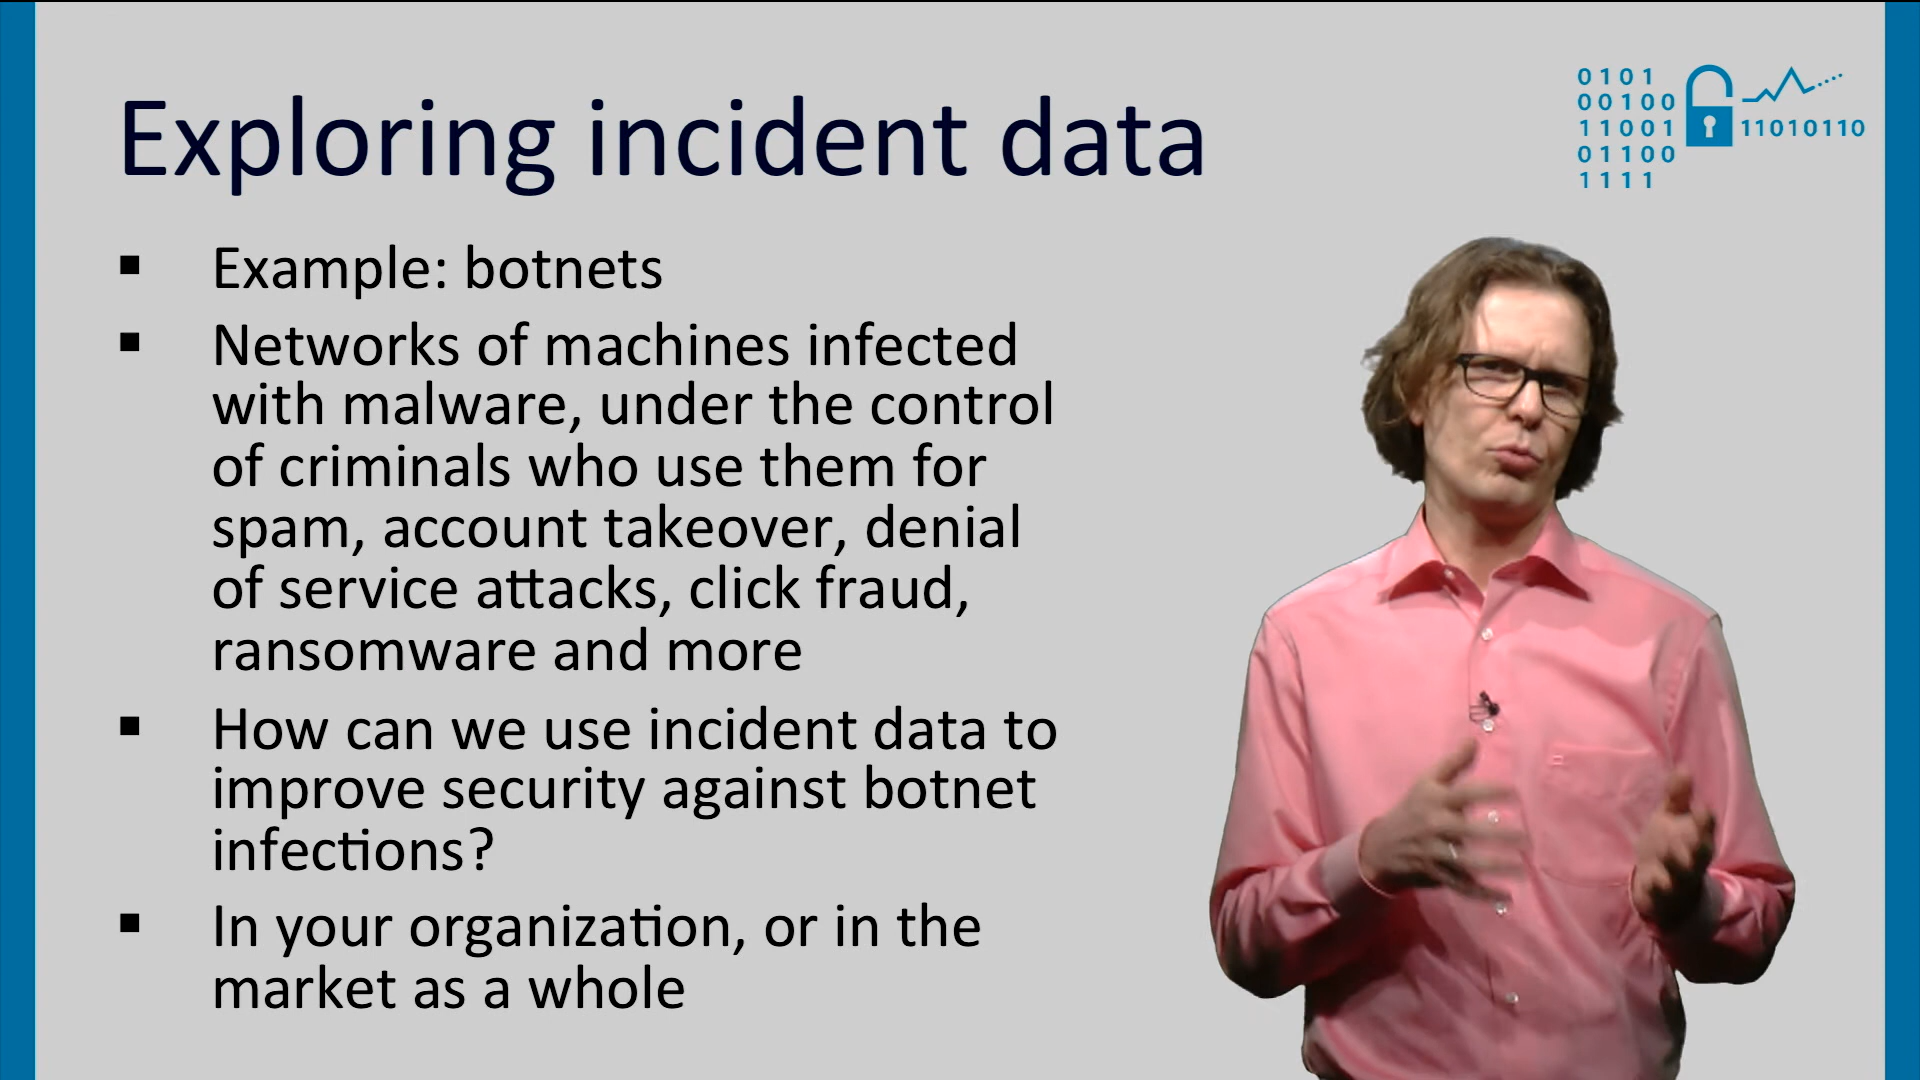 Exploring incident data
0101
00100
11001
01100
1111
11010110
▪ Example: botnets
▪ Networks of machines infected
with malware, under the control
of criminals who use them for
spam, account takeover, denial
of service attacks, click fraud,
ransomware and more
▪ How can we use incident data to
improve security against botnet
infections?
▪ In your organization, or in the
market as a whole